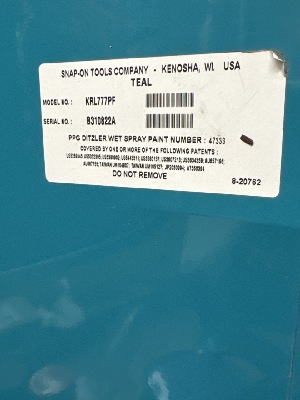 SNAP-ON TOOLS COMPANY - KENOSHA, WI. USA
TEAL
MODEL NO.: KRL777PF
SERIAL NO.: B310822A
PPG DITZLER WET SPRAY PAINT NUMBER: 47333
COVERED BY ONE OR MORE OF THE FOLLOWING PATENTS:
DO NOT REMOVE
8-20762